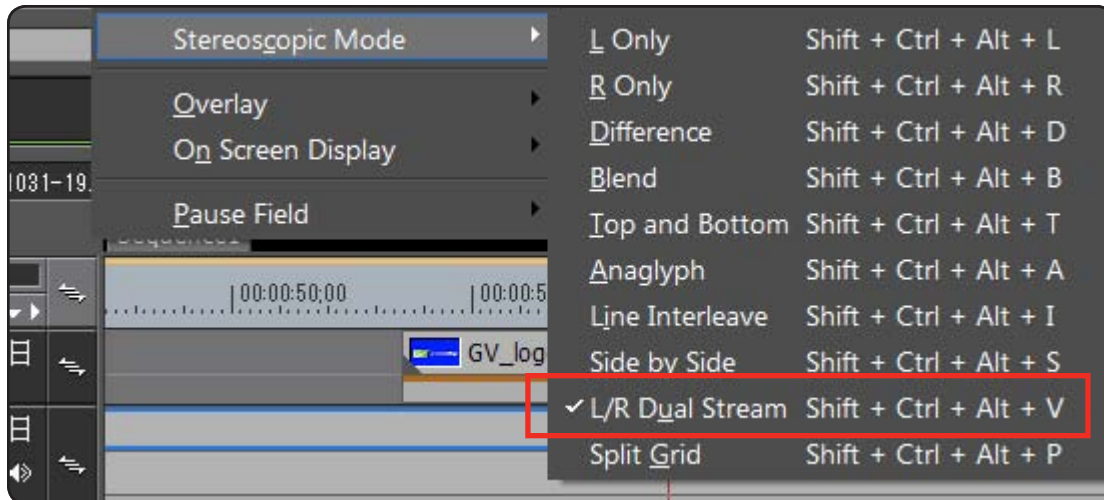 Stereoscopic Mode
Overlay
On Screen Display
Pause Field
L Only Shift + Ctrl + Alt + L
R Only Shift + Ctrl + Alt + R
Difference Shift + Ctrl + Alt + D
Blend Shift + Ctrl + Alt + B
Top and Bottom Shift + Ctrl + Alt + T
Anaglyph Shift + Ctrl + Alt + A
Line Interleave Shift + Ctrl + Alt + I
Side by Side Shift + Ctrl + Alt + S
L/R Dual Stream Shift + Ctrl + Alt + V
Split Grid Shift + Ctrl + Alt + P
1031-19.
00:00:50;00 00:00:5
GV_log